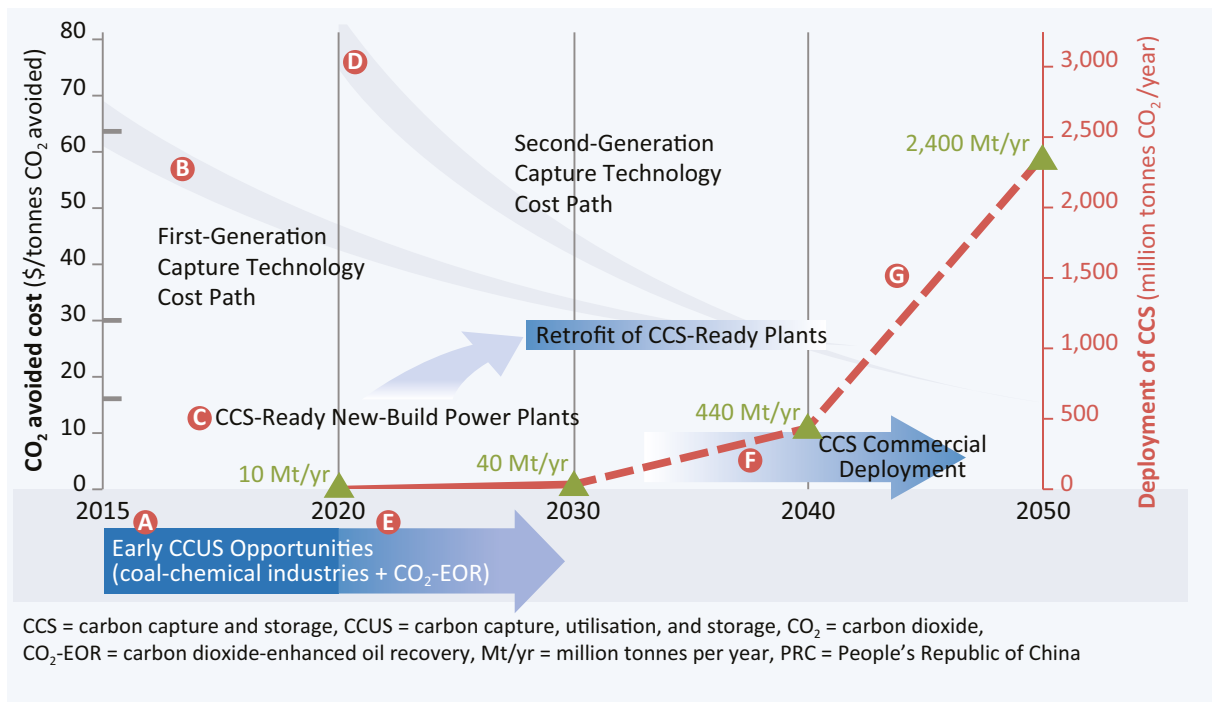 CO₂ avoided cost ($/tonnes CO₂ avoided)
80
70
60
50
40
30
20
10
0
D
B
First-Generation
Capture Technology
Cost Path
Second-Generation
Capture Technology
Cost Path
Retrofit of CCS-Ready Plants
C CCS-Ready New-Build Power Plants
10 Mt/yr
40 Mt/yr
440 Mt/yr
2,400 Mt/yr
G
F
CCS Commercial
Deployment
3,000
2,500
2,000
1,500
1,000
500
0
Deployment of CCS (million tonnes CO₂/year)
2015
2020
2030
2040
2050
A
E
Early CCUS Opportunities
(coal-chemical industries + CO₂-EOR)
CCS = carbon capture and storage, CCUS = carbon capture, utilisation, and storage, CO₂ = carbon dioxide,
CO₂-EOR = carbon dioxide-enhanced oil recovery, Mt/yr = million tonnes per year, PRC = People's Republic of China